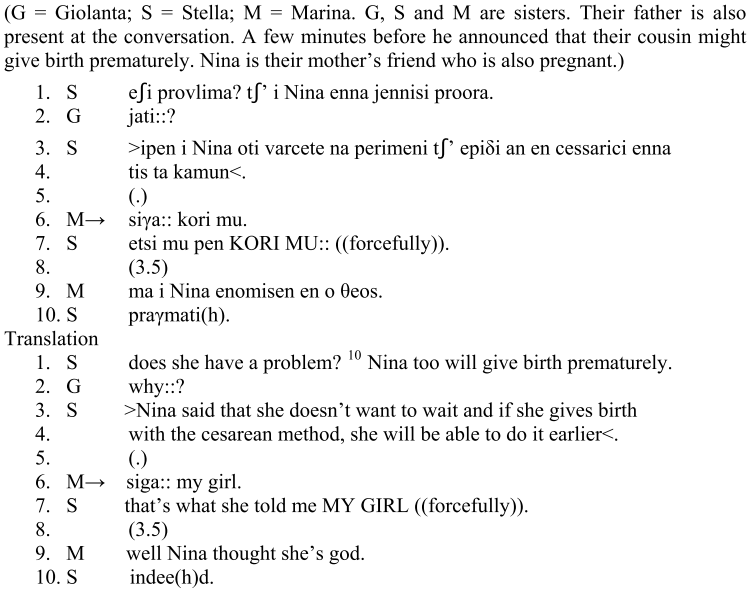 (G = Giolanta; S = Stella; M = Marina. G, S and M are sisters. Their father is also
present at the conversation. A few minutes before he announced that their cousin might
give birth prematurely. Nina is their mother’s friend who is also pregnant.)
1. S eʃi provlima? tʃ’ i Nina enna jennisi proora.
2. G jati::?
3. S >ipen i Nina oti varcete na perimeni tʃ’ epiδi an en cessarici enna
4. tis ta kamun<.
5. (.)
6. M→ siγa:: kori mu.
7. S etsi mu pen KORI MU:: ((forcefully)).
8. (3.5)
9. M ma i Nina enomisen en o θeos.
10. S praγmati(h).
Translation
1. S does she have a problem? 10 Nina too will give birth prematurely.
2. G why::?
3. S >Nina said that she doesn’t want to wait and if she gives birth
4. with the cesarean method, she will be able to do it earlier<.
5. (.)
6. M→ siga:: my girl.
7. S that’s what she told me MY GIRL ((forcefully)).
8. (3.5)
9. M well Nina thought she’s god.
10. S indee(h)d.